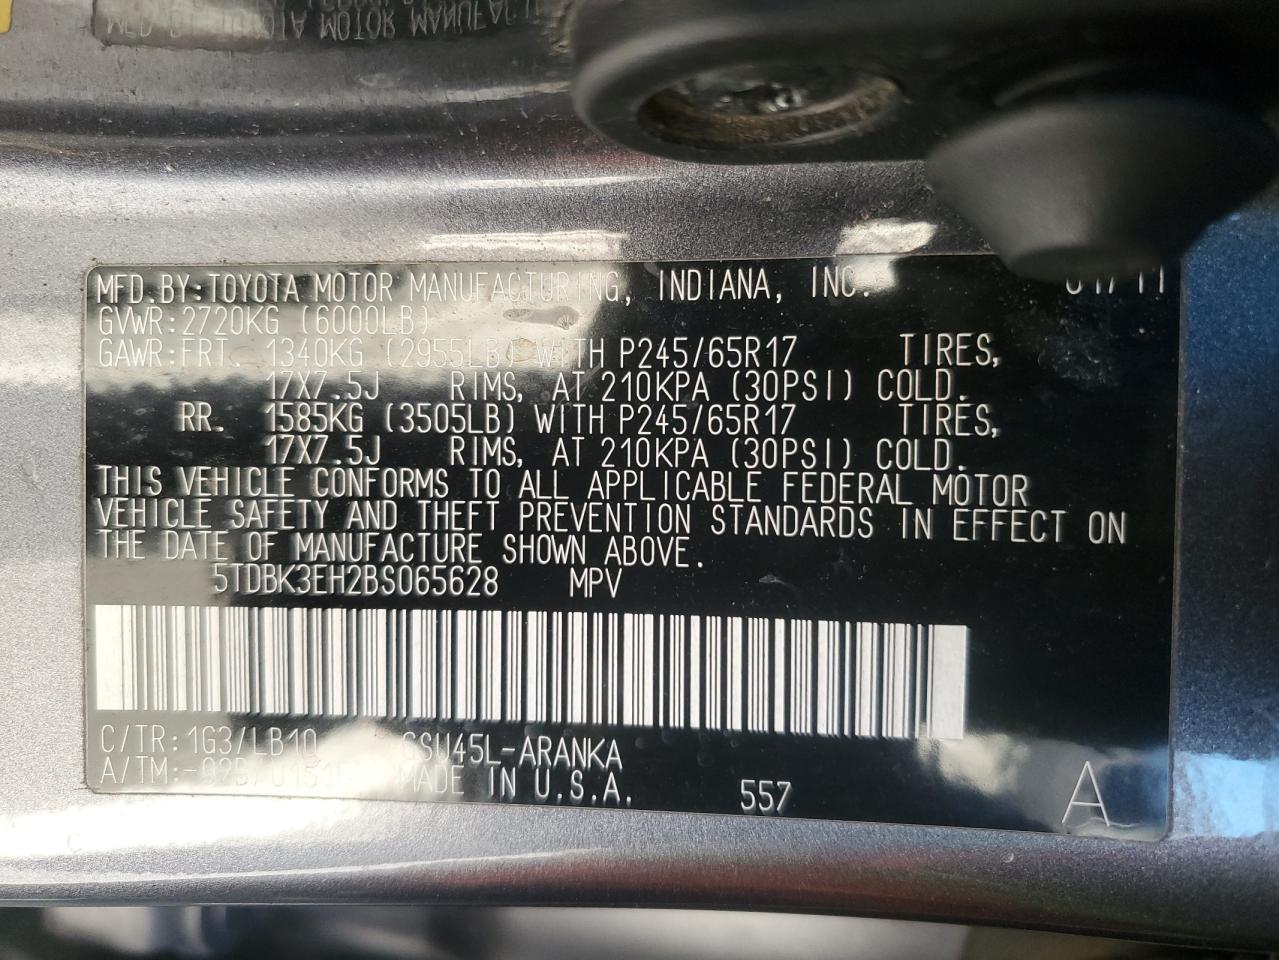 MFD.BY:TOYOTA MOTOR MANUFACTURING, INDIANA, INC.
GVWR:2720KG (6000LB)
GAWR:FRT. 1340KG (2955LB) WITH P245/65R17 TIRES,
17X7.5J RIMS, AT 210KPA (30PSI) COLD.
RR. 1585KG (3505LB) WITH P245/65R17 TIRES,
17X7.5J RIMS, AT 210KPA (30PSI) COLD.
THIS VEHICLE CONFORMS TO ALL APPLICABLE FEDERAL MOTOR
VEHICLE SAFETY AND THEFT PREVENTION STANDARDS IN EFFECT ON
THE DATE OF MANUFACTURE SHOWN ABOVE.
5TDBK3EH2BS065628 MPV
C/TR:1G3/LB10 GSU45L-ARANKA
A/TM: MADE IN U.S.A. 557 A